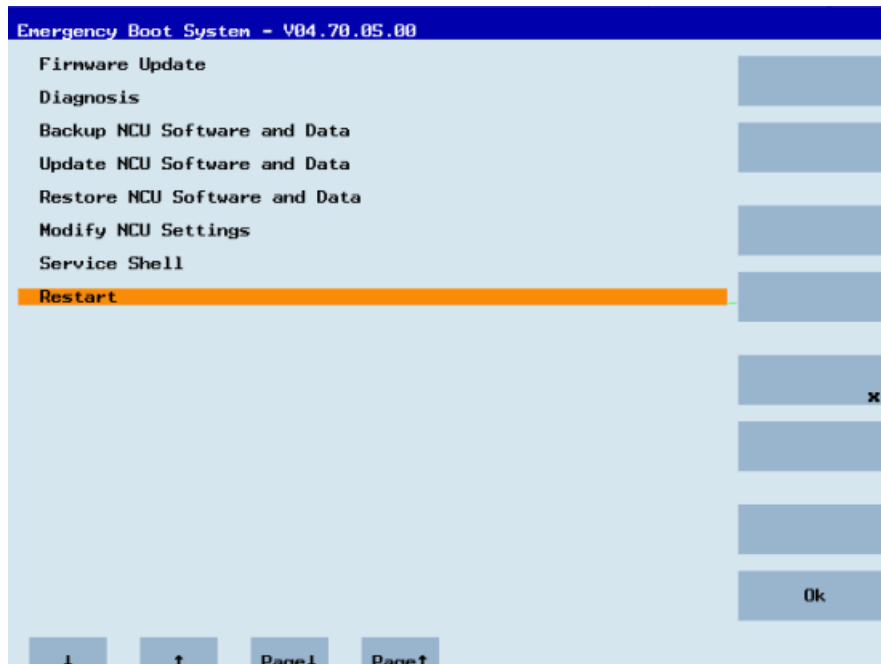 Emergency Boot System - V04.70.05.00
Firmware Update
Diagnosis
Backup NCU Software and Data
Update NCU Software and Data
Restore NCU Software and Data
Modify NCU Settings
Service Shell
Restart
x
Ok
↓ ↑ Page↓ Page↑